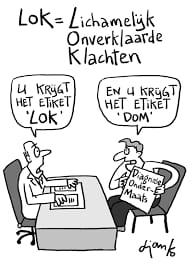 LOK = LICHAMELIJK
ONVERKLAARDE
KLACHTEN
U KRIJGT
HET ETIKET
'LOK'
EN U KRIJGT
HET ETIKET
'DOM'
Diagnose
Onder-
Maats
djanko